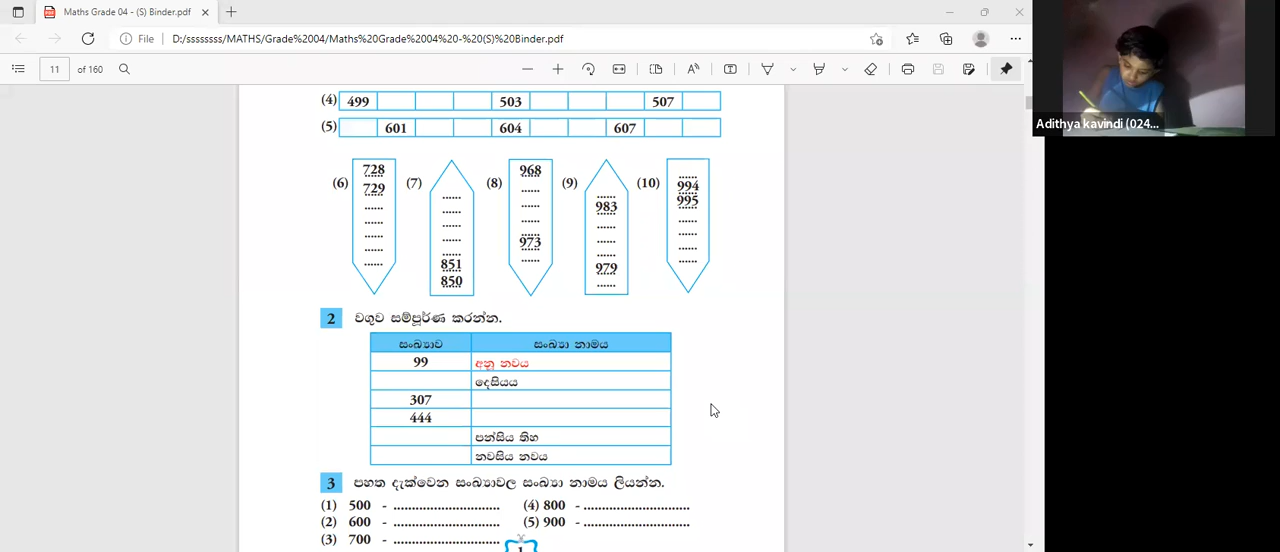 Maths Grade 04 - (S) Binder.pdf
File D:/ssssssss/MATHS/Grade%2004/Maths%20Grade%2004%20-%20(S)%20Binder.pdf
11 of 160
Adithya kavindi (024...
(4) 499 503 507
(5) 601 604 607
(6) 728 729
(7) 851 850
(8) 968 973
(9) 983 979
(10) 994 995
2 වගුව සම්පූර්ණ කරන්න.
සංඛ්‍යාව සංඛ්‍යා නාමය
99 අනූ නවය
දෙසියය
307
444
පන්සිය තිහ
නවසිය නවය
3 පහත දැක්වෙන සංඛ්‍යාවල සංඛ්‍යා නාමය ලියන්න.
(1) 500 - .......................... (4) 800 - ..........................
(2) 600 - .......................... (5) 900 - ..........................
(3) 700 - ..........................
1